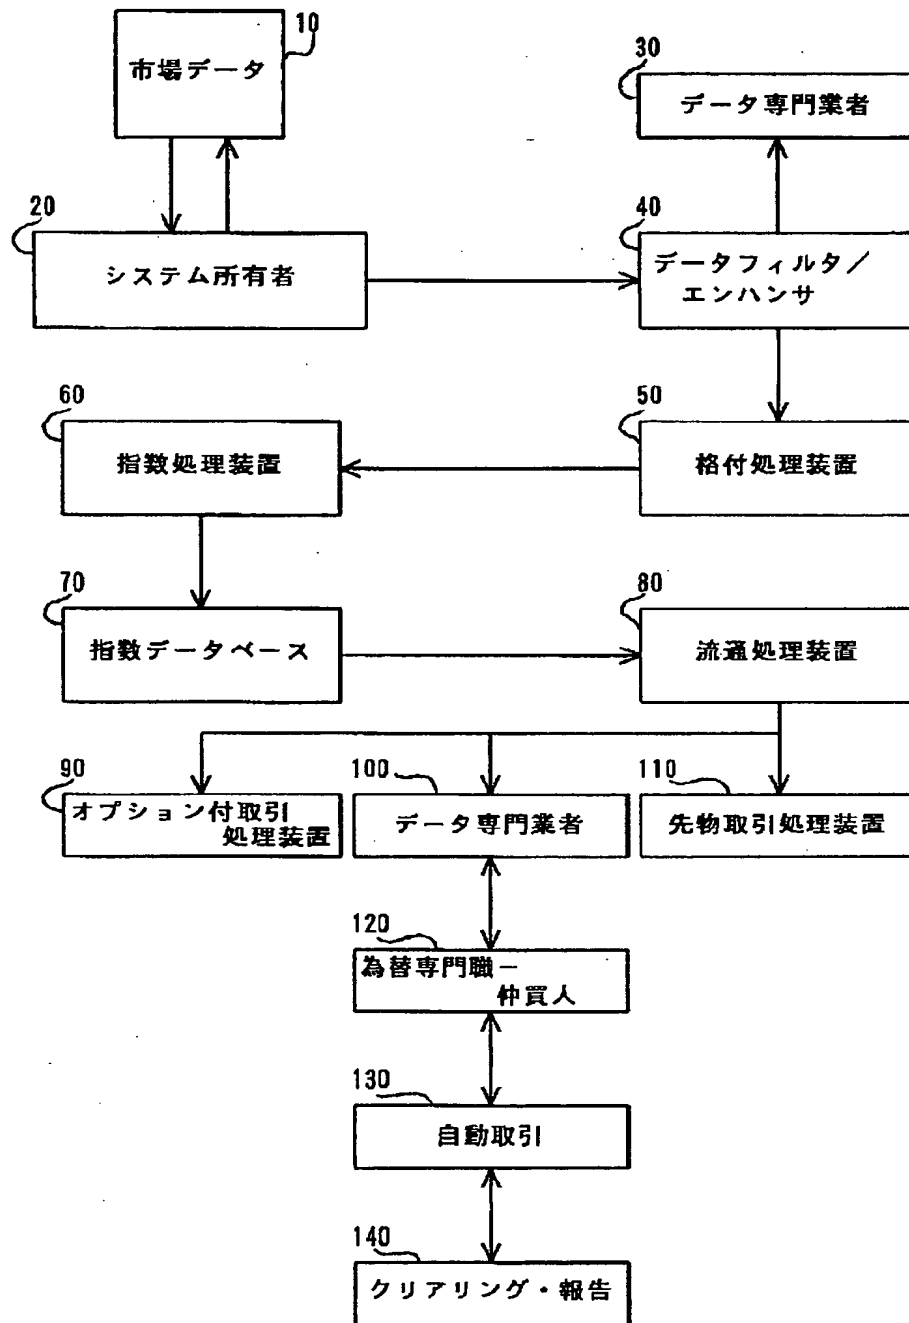 10
市場データ
30
データ専門業者
20
システム所有者
40
データフィルタ／
エンハンサ
60
指数処理装置
50
格付処理装置
70
指数データベース
80
流通処理装置
90
オプション付取引
処理装置
100
データ専門業者
110
先物取引処理装置
120
為替専門職－
仲買人
130
自動取引
140
クリアリング・報告